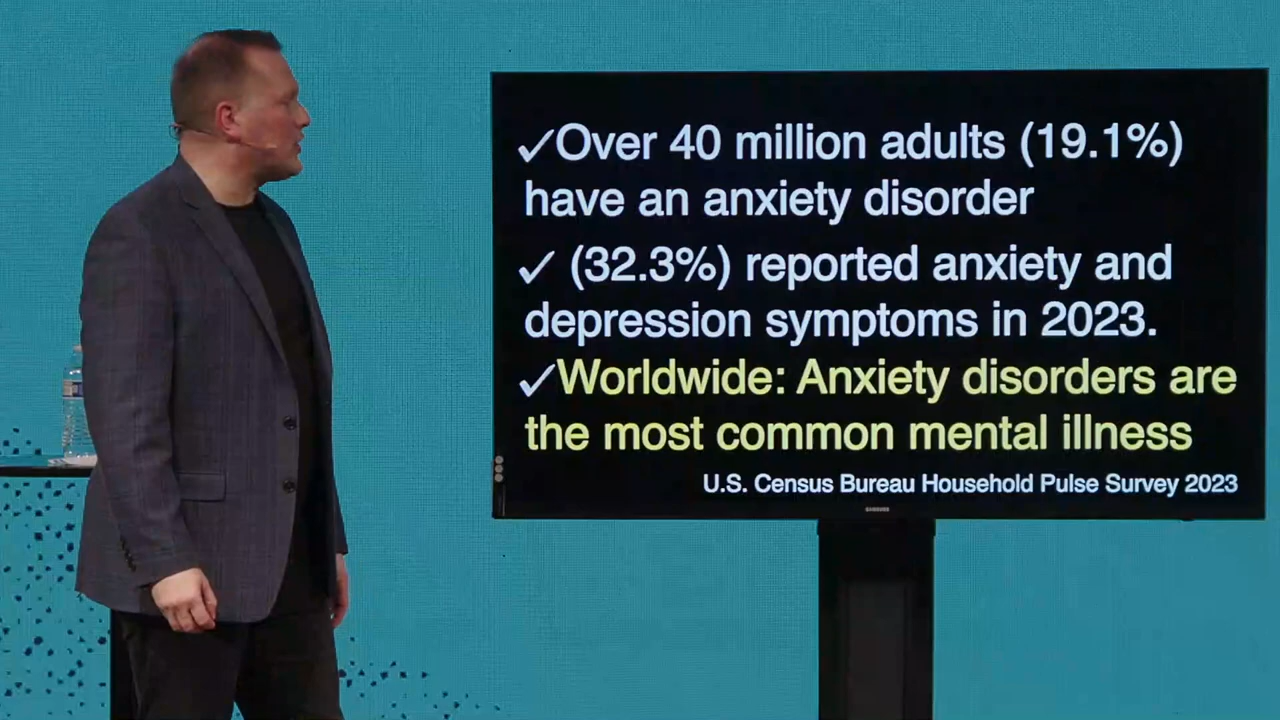 ✓Over 40 million adults (19.1%)
have an anxiety disorder
✓ (32.3%) reported anxiety and
depression symptoms in 2023.
✓Worldwide: Anxiety disorders are
the most common mental illness
U.S. Census Bureau Household Pulse Survey 2023
SAMSUNG